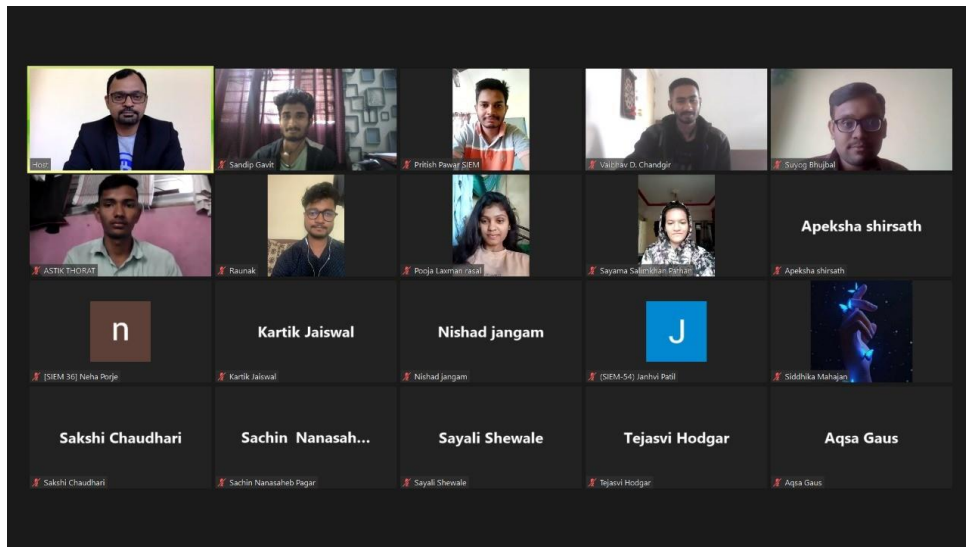 Host
Sandip Gavit
Pritish Pawar SIEM
Vaibhav D. Chandgir
Suyog Bhujbal
ASTIK THORAT
Raunak
Pooja Laxman rasal
Sayama Salimkhan Pathan
Apeksha shirsath
Apeksha shirsath
n
[SIEM 36] Neha Porje
Kartik Jaiswal
Kartik Jaiswal
Nishad jangam
Nishad jangam
J
(SIEM-54) Janhvi Patil
Siddhika Mahajan
Sakshi Chaudhari
Sakshi Chaudhari
Sachin Nanasah...
Sachin Nanasaheb Pagar
Sayali Shewale
Sayali Shewale
Tejasvi Hodgar
Tejasvi Hodgar
Aqsa Gaus
Aqsa Gaus